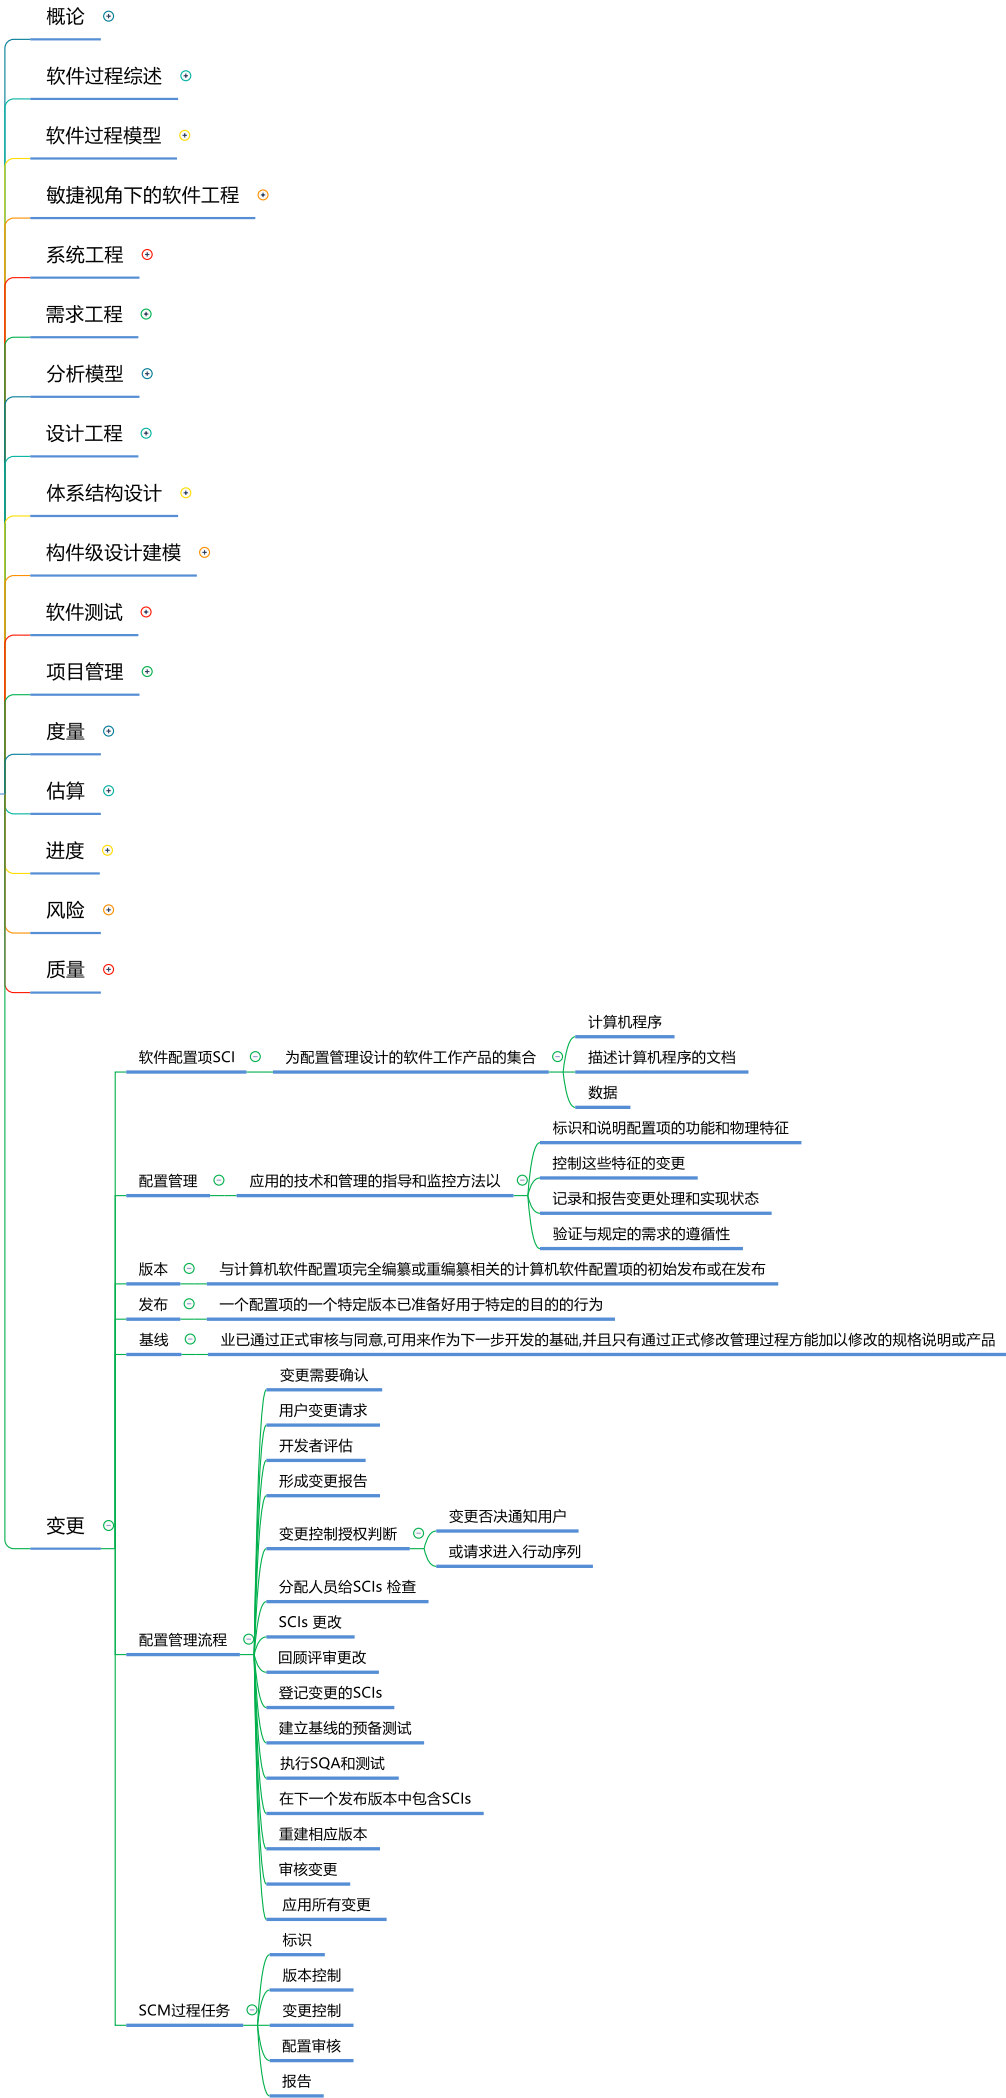 概论
软件过程综述
软件过程模型
敏捷视角下的软件工程
系统工程
需求工程
分析模型
设计工程
体系结构设计
构件级设计建模
软件测试
项目管理
度量
估算
进度
风险
质量
变更
软件配置项SCI
为配置管理设计的软件工作产品的集合
计算机程序
描述计算机程序的文档
数据
配置管理
应用的技术和管理的指导和监控方法以
标识和说明配置项的功能和物理特征
控制这些特征的变更
记录和报告变更处理和实现状态
验证与规定的需求的遵循性
版本
与计算机软件配置项完全编纂或重编纂相关的计算机软件配置项的初始发布或在发布
发布
一个配置项的一个特定版本已准备好用于特定的目的的行为
基线
业已通过正式审核与同意,可用来作为下一步开发的基础,并且只有通过正式修改管理过程方能加以修改的规格说明或产品
配置管理流程
变更需要确认
用户变更请求
开发者评估
形成变更报告
变更控制授权判断
变更否决通知用户
或请求进入行动序列
分配人员给SCIs 检查
SCIs 更改
回顾评审更改
登记变更的SCIs
建立基线的预备测试
执行SQA和测试
在下一个发布版本中包含SCIs
重建相应版本
审核变更
应用所有变更
SCM过程任务
标识
版本控制
变更控制
配置审核
报告